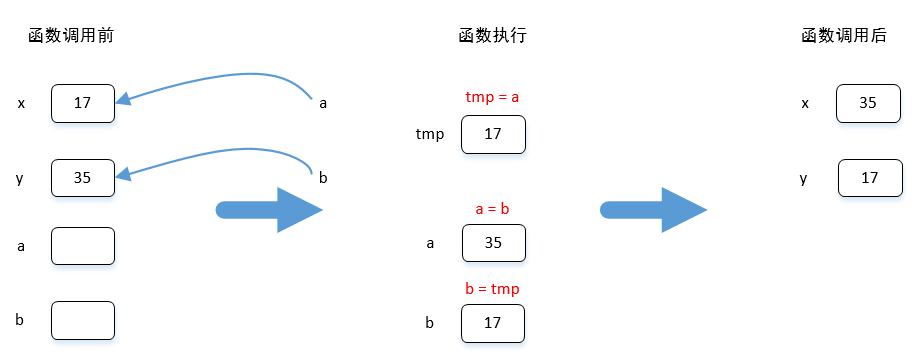 函数调用前
x 17
y 35
a
b
a
b
函数执行
tmp = a
tmp 17
a = b
a 35
b = tmp
b 17
函数调用后
x 35
y 17